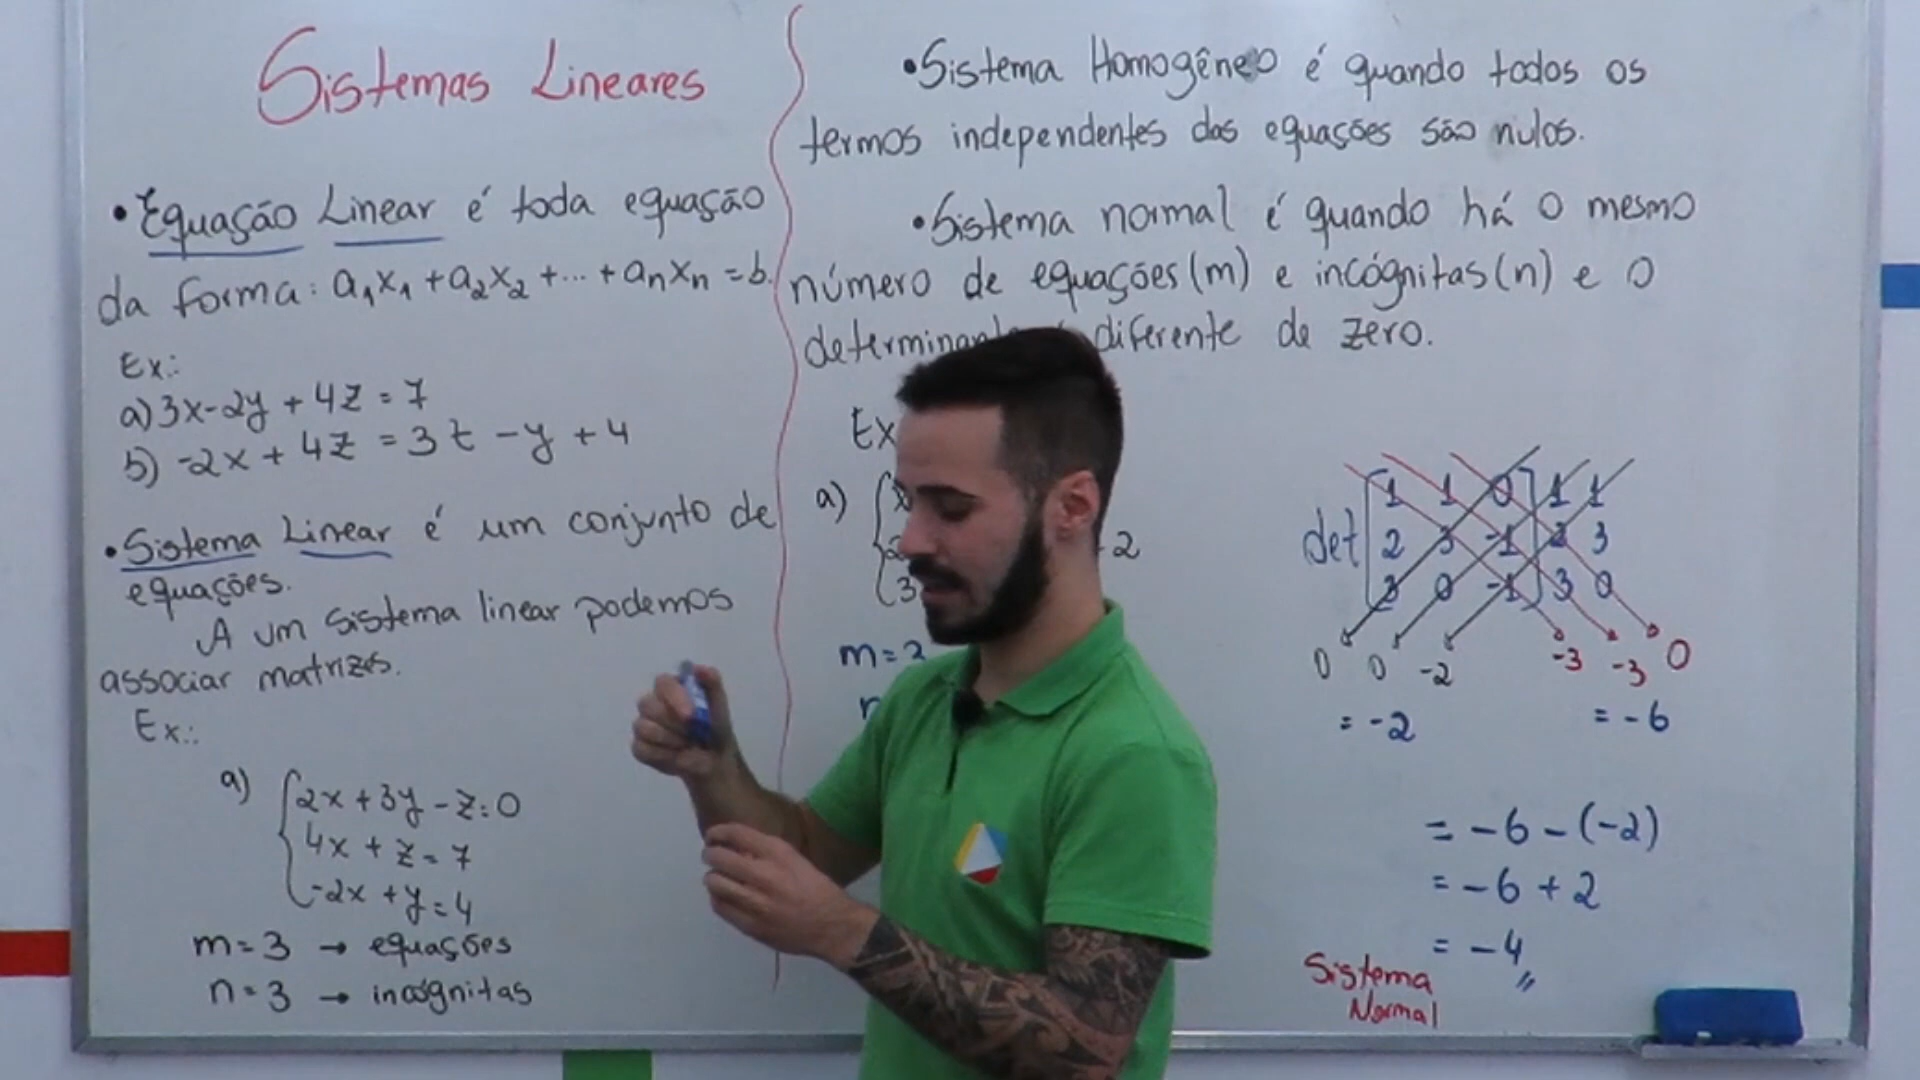 Sistemas Lineares
• Equação Linear é toda equação
da forma: a₁x₁ + a₂x₂ + ... + aₙxₙ = b.
Ex.:
a) 3x - 2y + 4z = 7
b) -2x + 4z = 3t - y + 4
• Sistema Linear é um conjunto de
equações.
A um sistema linear podemos
associar matrizes.
Ex.:
a) 2x + 3y - z = 0
4x + z = 7
-2x + y = 4
m = 3 → equações
n = 3 → incógnitas
• Sistema Homogêneo é quando todos os
termos independentes das equações são nulos.
• Sistema normal é quando há o mesmo
número de equações (m) e incógnitas (n) e o
diferente de zero.
Ex
a)
2
3
m =
det 1 1 0 1 1
2 3 -1 2 3
3 0 -1 3 0
0 0 -2 -3 -3 0
= -2 = -6
= -6 - (-2)
= -6 + 2
= -4
Sistema
Normal